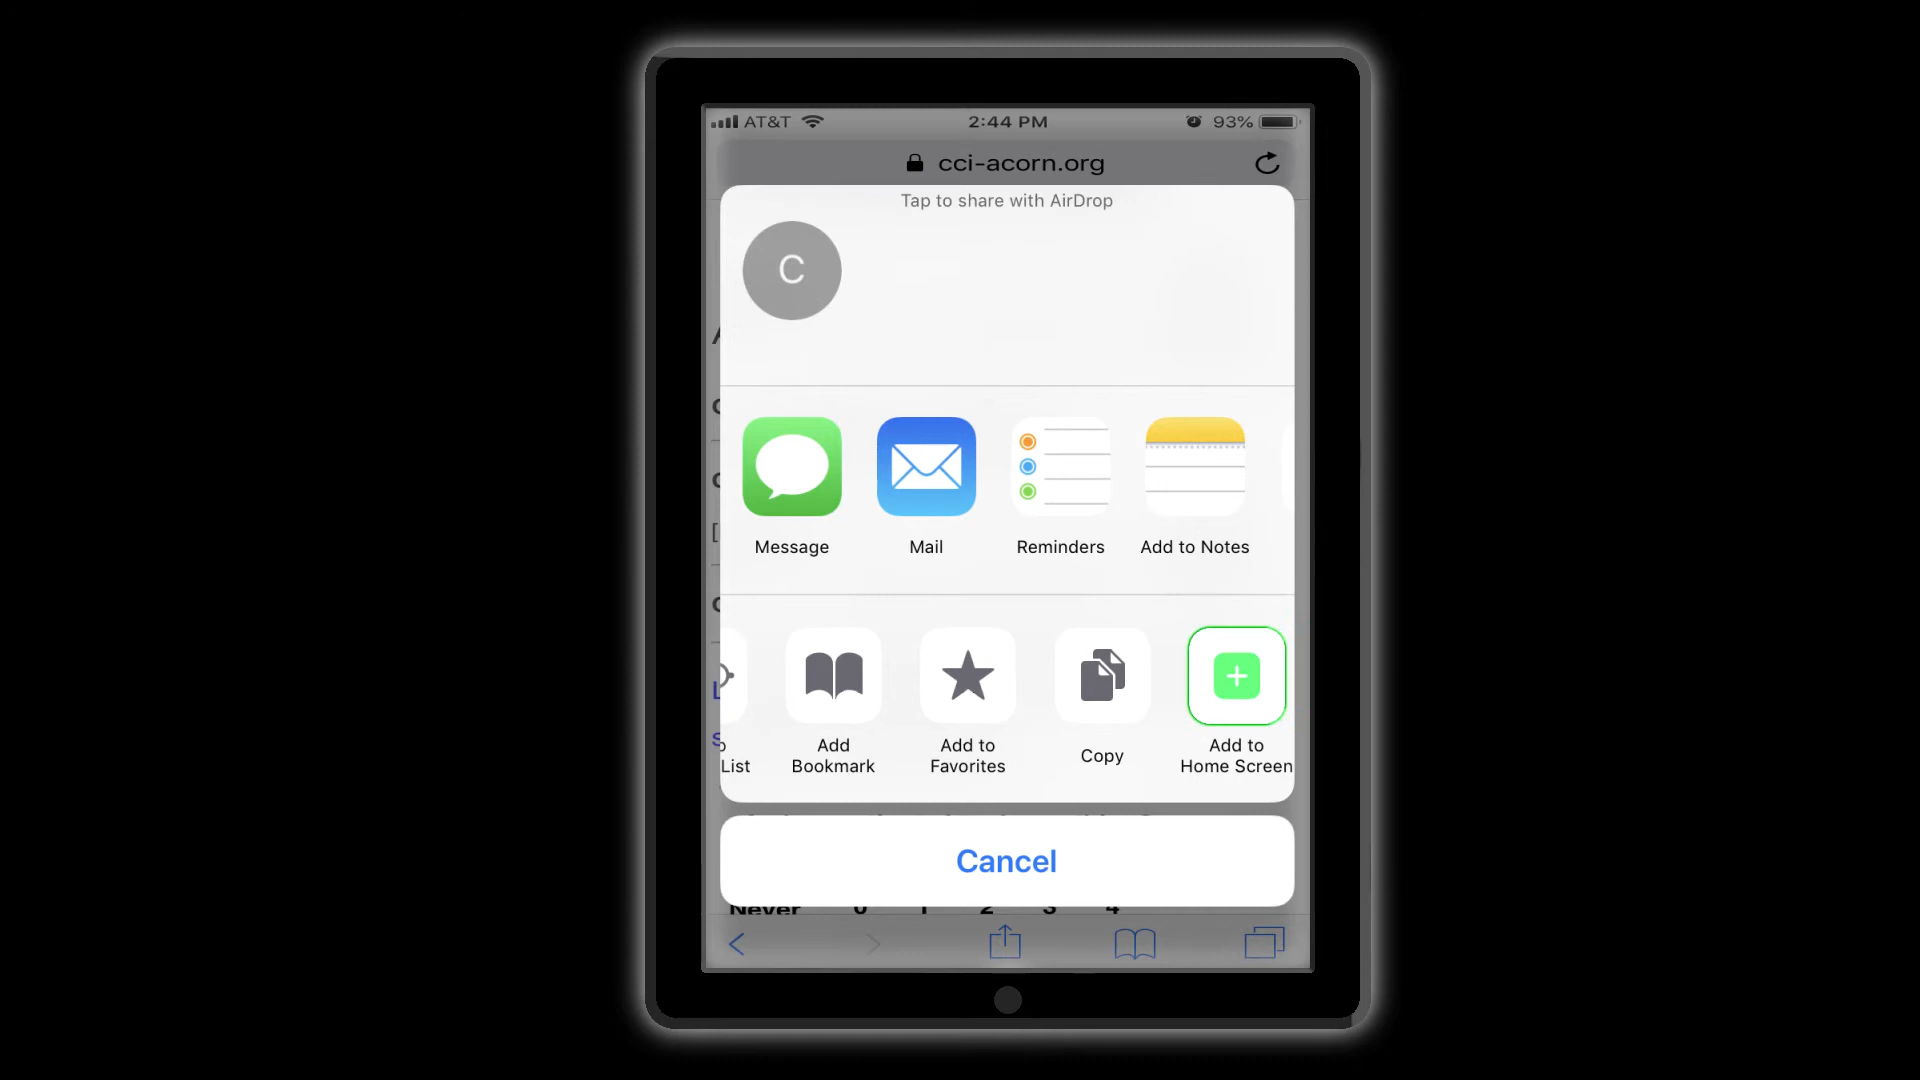 AT&T 2:44 PM 93%
cci-acorn.org
Tap to share with AirDrop
C
Message Mail Reminders Add to Notes
List
Add
Bookmark
Add to
Favorites
Copy
Add to
Home Screen
Cancel
Never 0 1 2 3 4